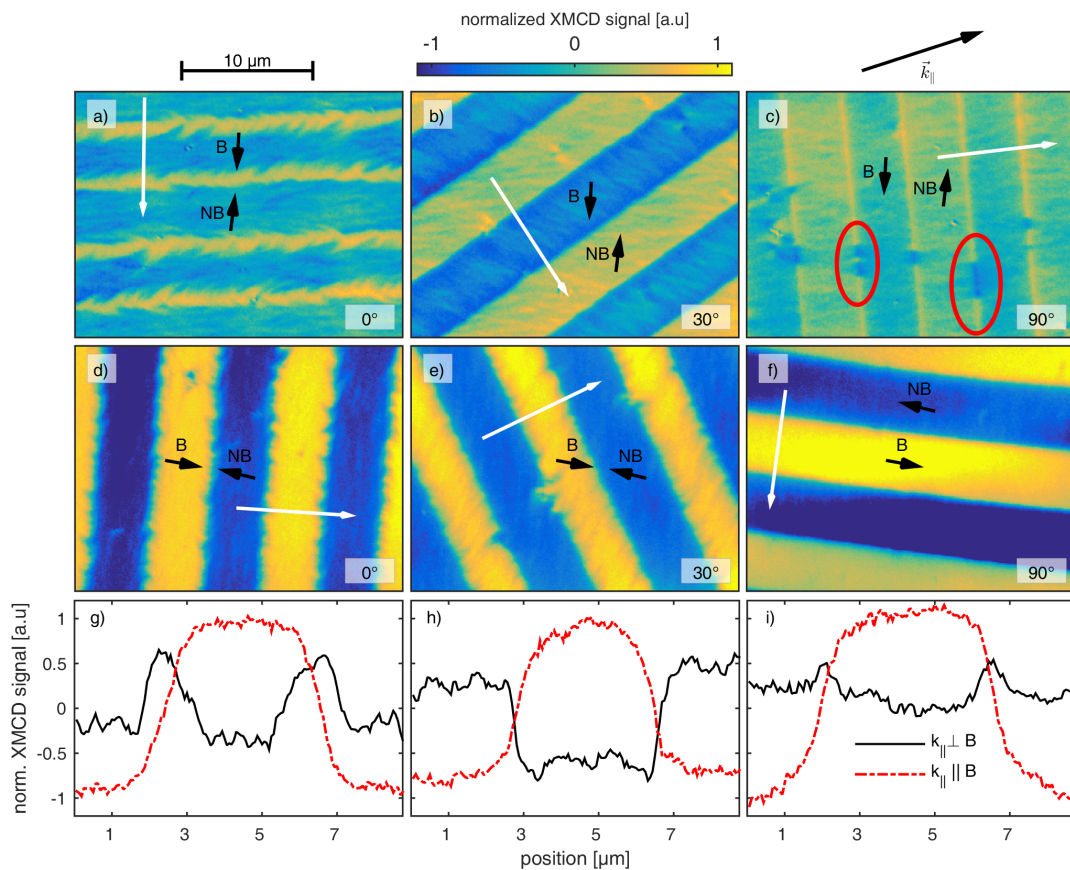 normalized XMCD signal [a.u]
-1 0 1
10 µm
k⃗∥
a)
B
NB
0°
b)
B
NB
30°
c)
B
NB
90°
d)
B
NB
0°
e)
B
NB
30°
f)
NB
B
90°
norm. XMCD signal [a.u]
1
0.5
0
-0.5
-1
g)
h)
i)
k∥⊥ B
k∥|| B
1 3 5 7
1 3 5 7
1 3 5 7
position [µm]